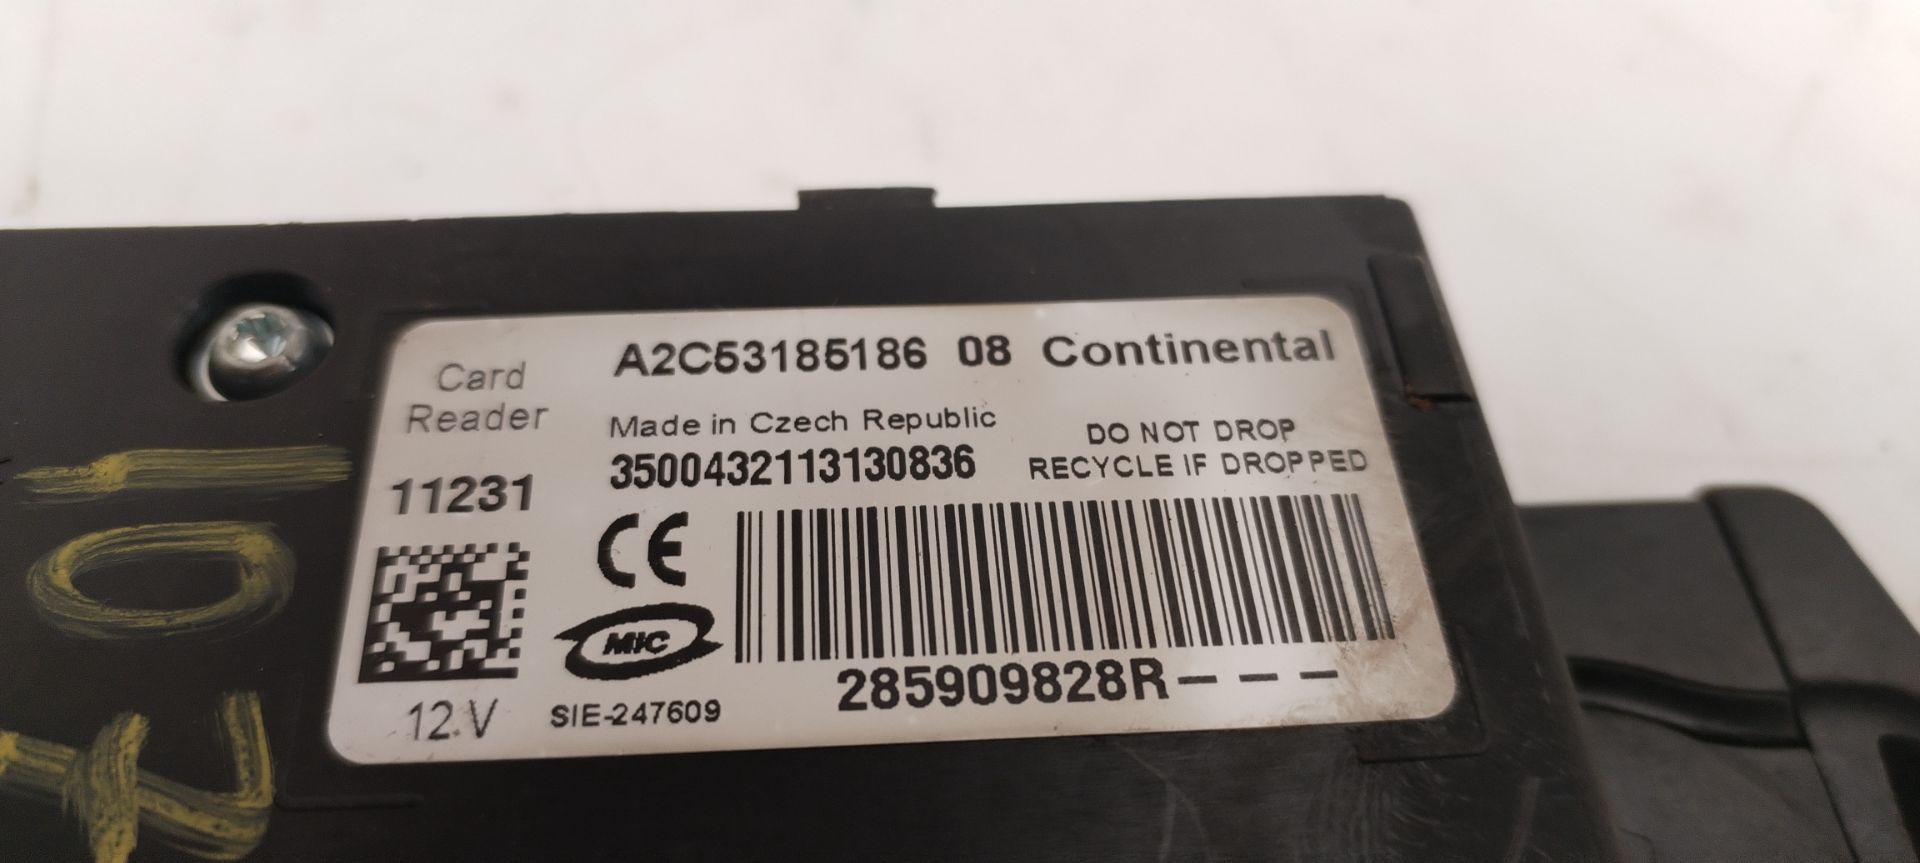 Card
Reader
11231
12.V
A2C53185186 08 Continental
Made in Czech Republic
3500432113130836
DO NOT DROP
RECYCLE IF DROPPED
CE
MIC
SIE-247609
285909828R---